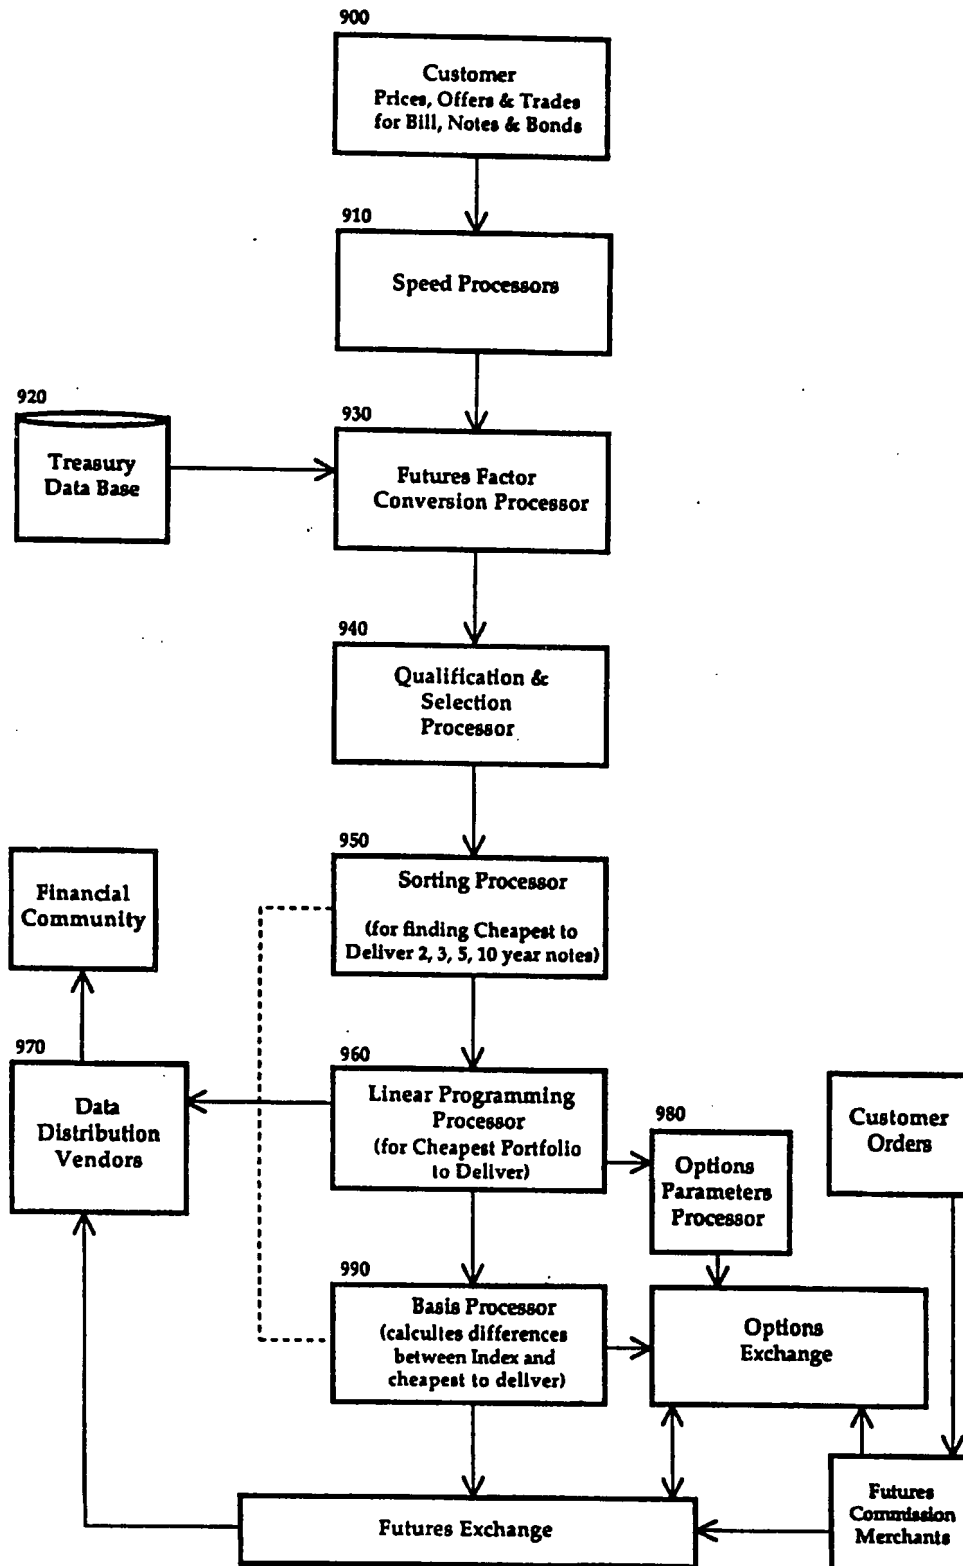 900
Customer
Prices, Offers & Trades
for Bill, Notes & Bonds
910
Speed Processors
920
Treasury
Data Base
930
Futures Factor
Conversion Processor
940
Qualification &
Selection
Processor
950
Sorting Processor
(for finding Cheapest to
Deliver 2, 3, 5, 10 year notes)
Financial
Community
960
Linear Programming
Processor
(for Cheapest Portfolio
to Deliver)
970
Data
Distribution
Vendors
980
Options
Parameters
Processor
Customer
Orders
990
Basis Processor
(calcultes differences
between Index and
cheapest to deliver)
Options
Exchange
Futures
Commission
Merchants
Futures Exchange